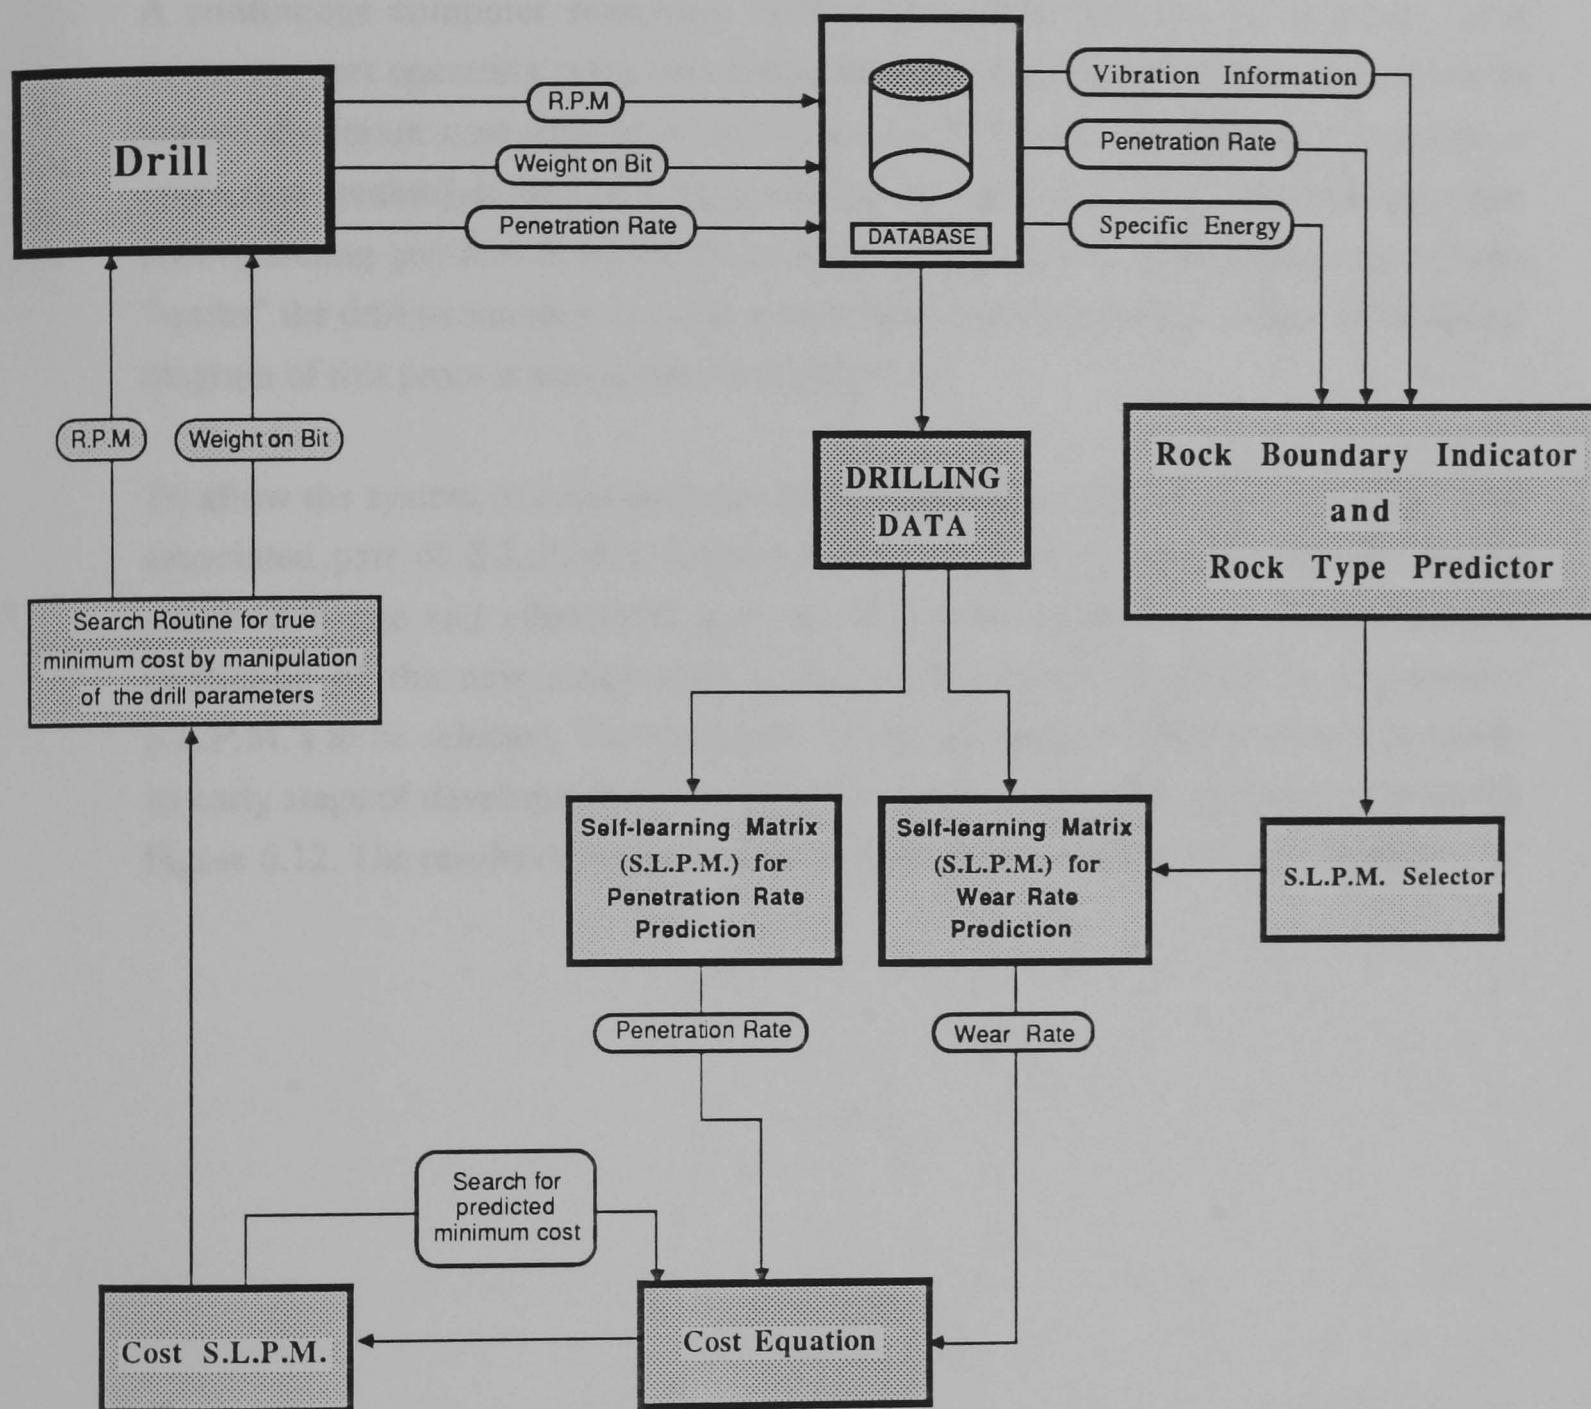 Drill
R.P.M
Weight on Bit
Penetration Rate
DATABASE
Vibration Information
Penetration Rate
Specific Energy
R.P.M
Weight on Bit
DRILLING
DATA
Rock Boundary Indicator
and
Rock Type Predictor
Search Routine for true
minimum cost by manipulation
of the drill parameters
Self-learning Matrix
(S.L.P.M.) for
Penetration Rate
Prediction
Self-learning Matrix
(S.L.P.M.) for
Wear Rate
Prediction
S.L.P.M. Selector
Penetration Rate
Wear Rate
Search for
predicted
minimum cost
Cost S.L.P.M.
Cost Equation